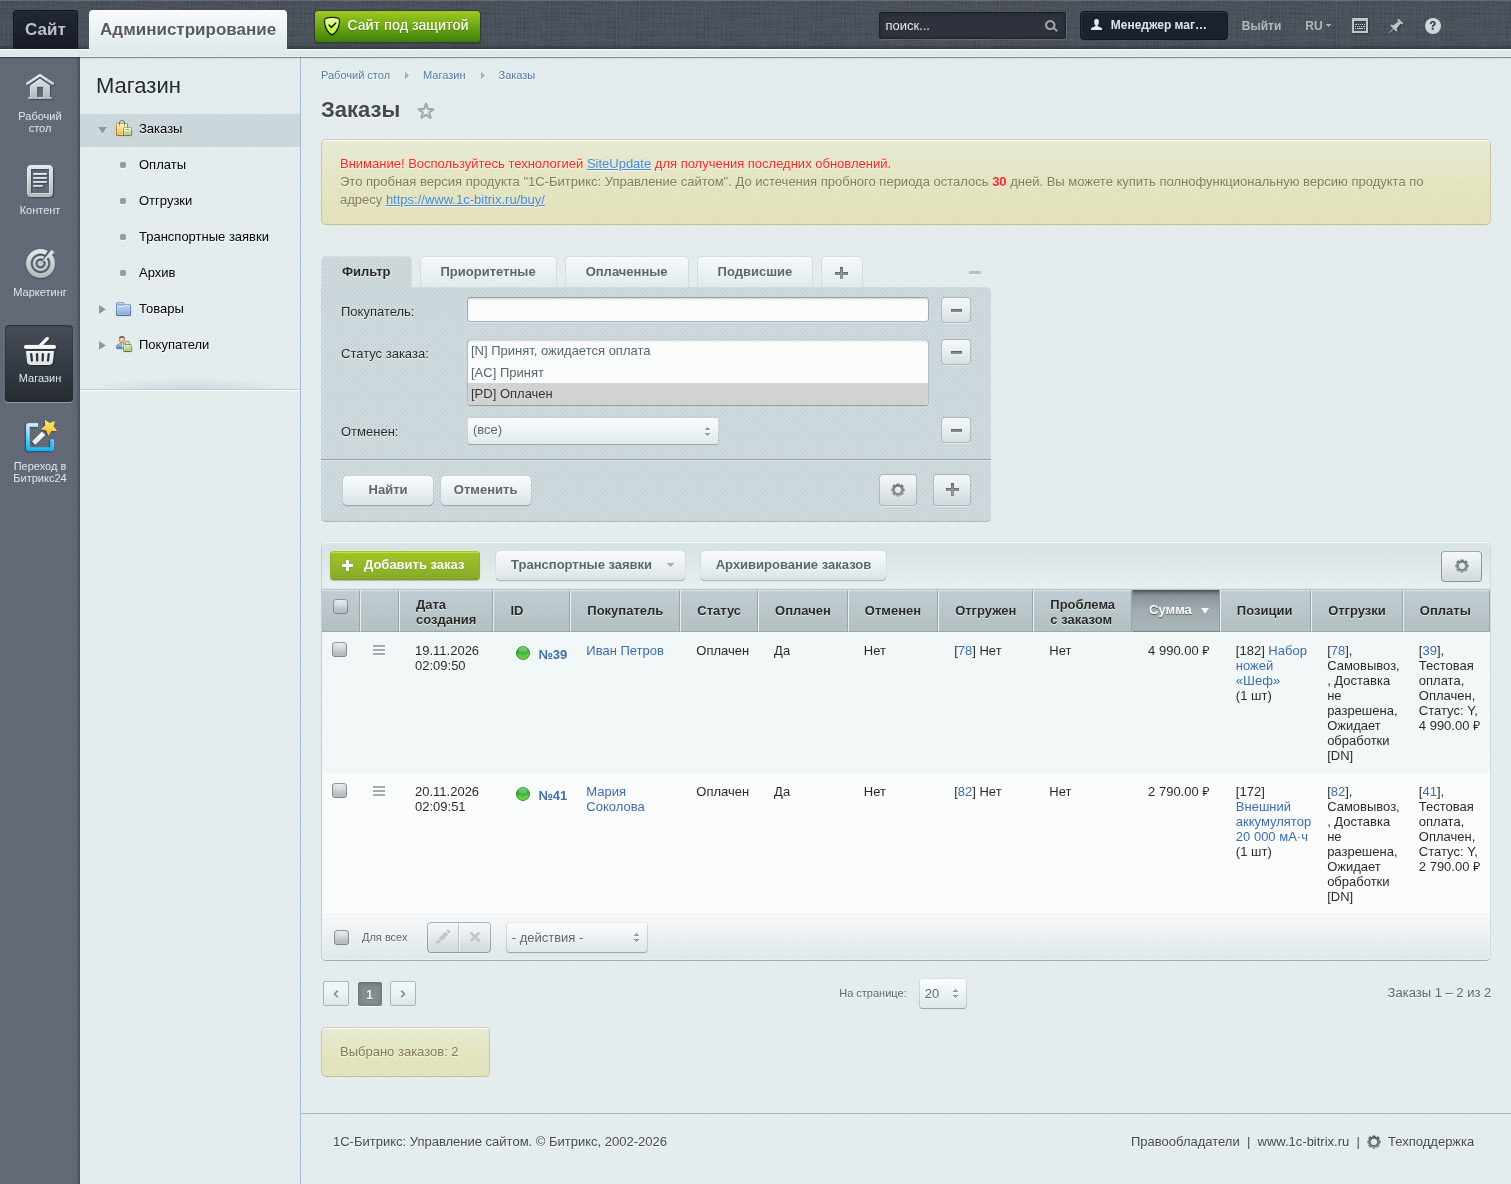 Сайт
Администрирование
Сайт под защитой
поиск...
Менеджер маг…
Выйти
RU
Рабочий
стол
Контент
Маркетинг
Магазин
Переход в
Битрикс24
Магазин
Заказы
Оплаты
Отгрузки
Транспортные заявки
Архив
Товары
Покупатели
Рабочий стол
Магазин
Заказы
Заказы
Внимание! Воспользуйтесь технологией SiteUpdate для получения последних обновлений.
Это пробная версия продукта "1С-Битрикс: Управление сайтом". До истечения пробного периода осталось 30 дней. Вы можете купить полнофункциональную версию продукта по
адресу https://www.1c-bitrix.ru/buy/
Фильтр
Приоритетные
Оплаченные
Подвисшие
Покупатель:
Статус заказа:
[N] Принят, ожидается оплата
[AC] Принят
[PD] Оплачен
Отменен:
(все)
Найти
Отменить
Добавить заказ
Транспортные заявки
Архивирование заказов
Дата
создания
ID
Покупатель
Статус
Оплачен
Отменен
Отгружен
Проблема
с заказом
Сумма
Позиции
Отгрузки
Оплаты
19.11.2026
02:09:50
№39
Иван Петров
Оплачен
Да
Нет
[78] Нет
Нет
4 990.00 ₽
[182] Набор
ножей
«Шеф»
(1 шт)
[78],
Самовывоз,
, Доставка
не
разрешена,
Ожидает
обработки
[DN]
[39],
Тестовая
оплата,
Оплачен,
Статус: Y,
4 990.00 ₽
20.11.2026
02:09:51
№41
Мария
Соколова
Оплачен
Да
Нет
[82] Нет
Нет
2 790.00 ₽
[172]
Внешний
аккумулятор
20 000 мА·ч
(1 шт)
[82],
Самовывоз,
, Доставка
не
разрешена,
Ожидает
обработки
[DN]
[41],
Тестовая
оплата,
Оплачен,
Статус: Y,
2 790.00 ₽
Для всех
- действия -
1
На странице:
20
Заказы 1 – 2 из 2
Выбрано заказов: 2
1С-Битрикс: Управление сайтом. © Битрикс, 2002-2026
Правообладатели | www.1c-bitrix.ru | Техподдержка